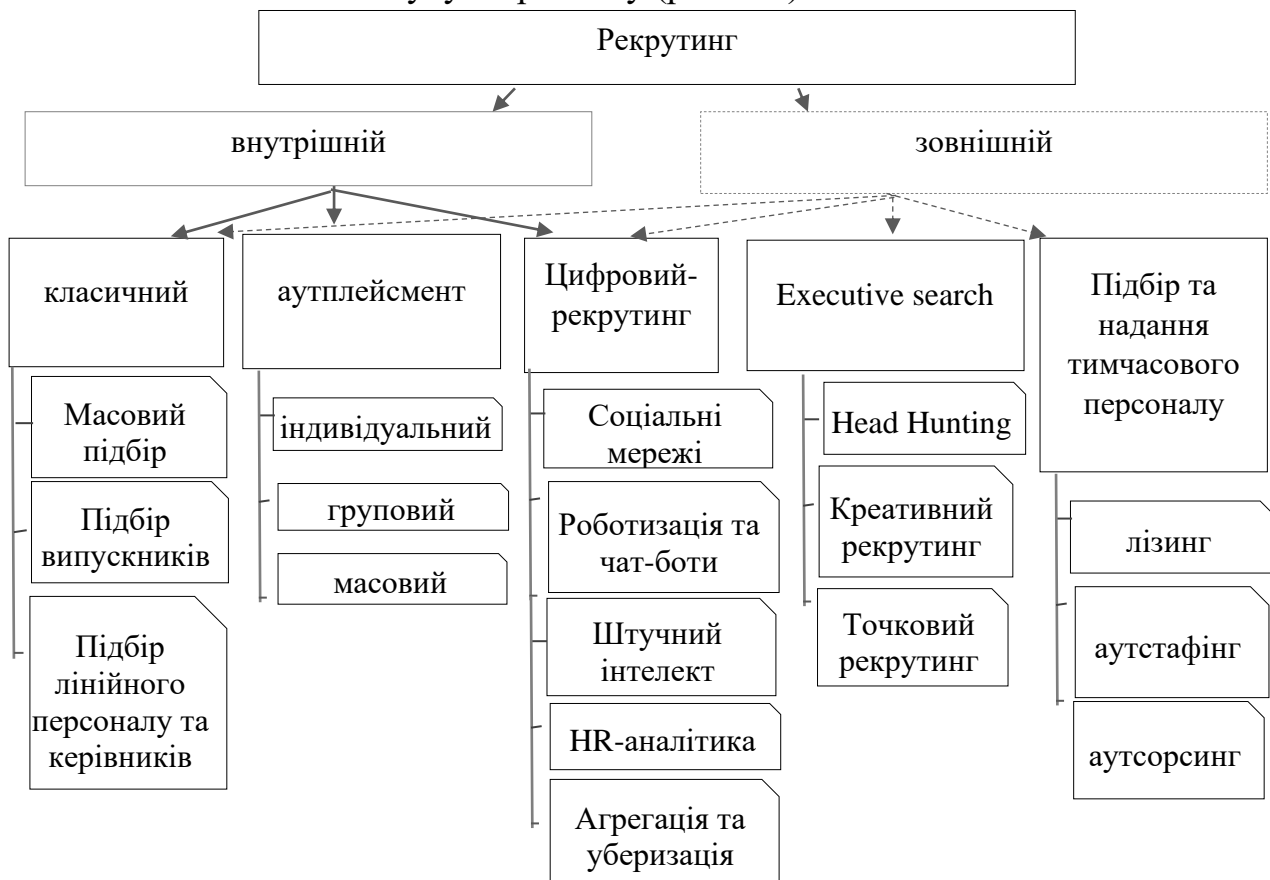 Рекрутинг
внутрішній
зовнішній
класичний
аутплейсмент
Цифровий-
рекрутинг
Executive search
Підбір та
надання
тимчасового
персоналу
Масовий
підбір
Підбір
випускників
Підбір
лінійного
персоналу та
керівників
індивідуальний
груповий
масовий
Соціальні
мережі
Роботизація та
чат-боти
Штучний
інтелект
HR-аналітика
Агрегація та
уберизація
Head Hunting
Креативний
рекрутинг
Точковий
рекрутинг
лізинг
аутстафінг
аутсорсинг